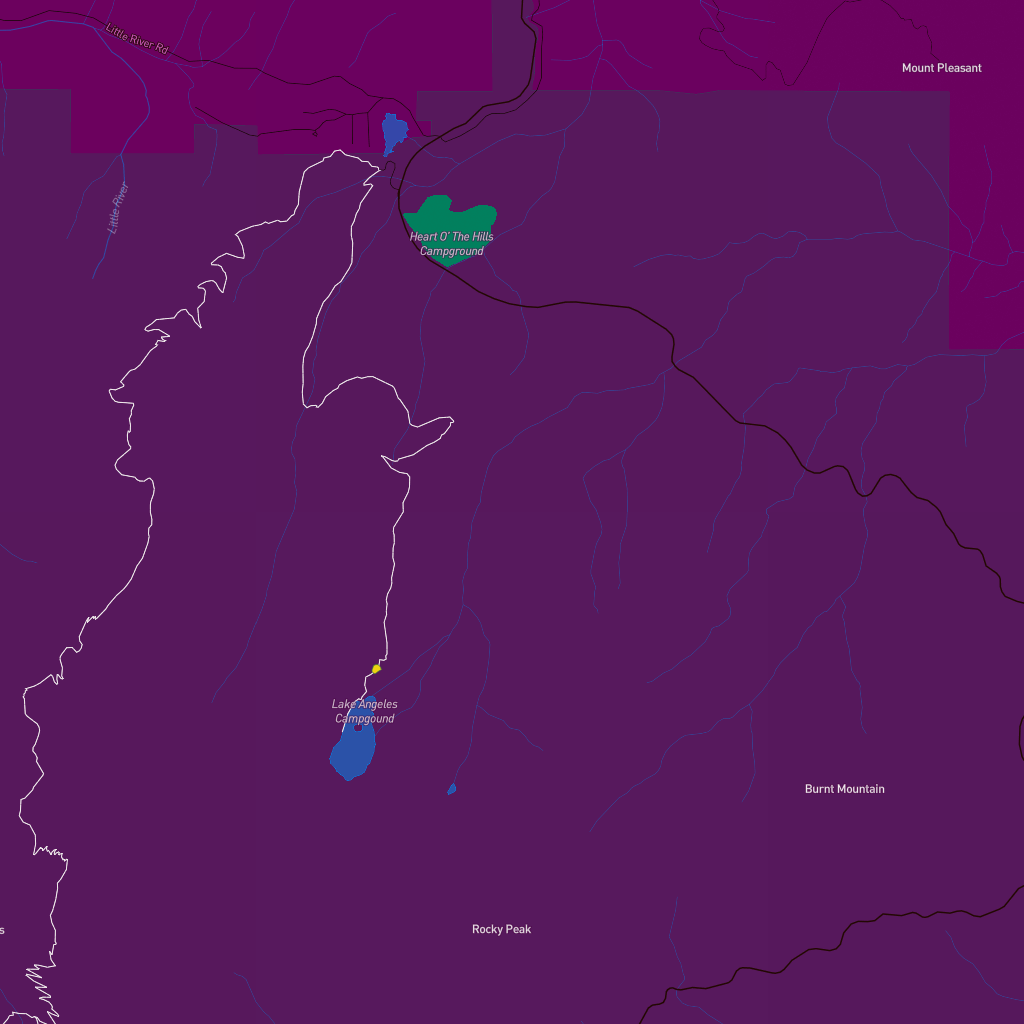 Little River Rd
Mount Pleasant
Little River
Heart O' The Hills
Campground
Lake Angeles
Campgound
Burnt Mountain
Rocky Peak
s